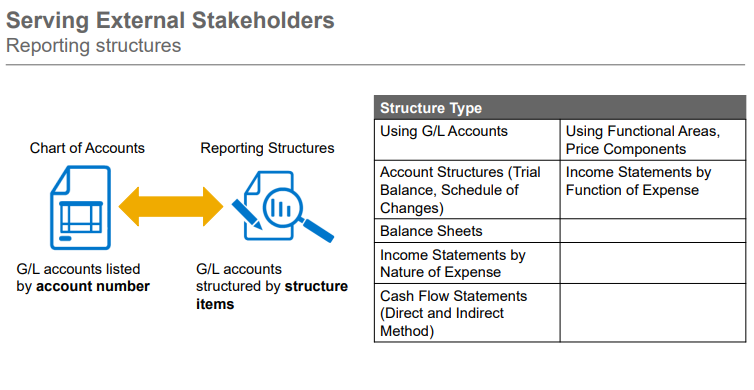 Serving External Stakeholders
Reporting structures
Chart of Accounts
Reporting Structures
G/L accounts listed
by account number
G/L accounts
structured by structure
items
Structure Type
Using G/L Accounts
Using Functional Areas,
Price Components
Account Structures (Trial
Balance, Schedule of
Changes)
Income Statements by
Function of Expense
Balance Sheets
Income Statements by
Nature of Expense
Cash Flow Statements
(Direct and Indirect
Method)